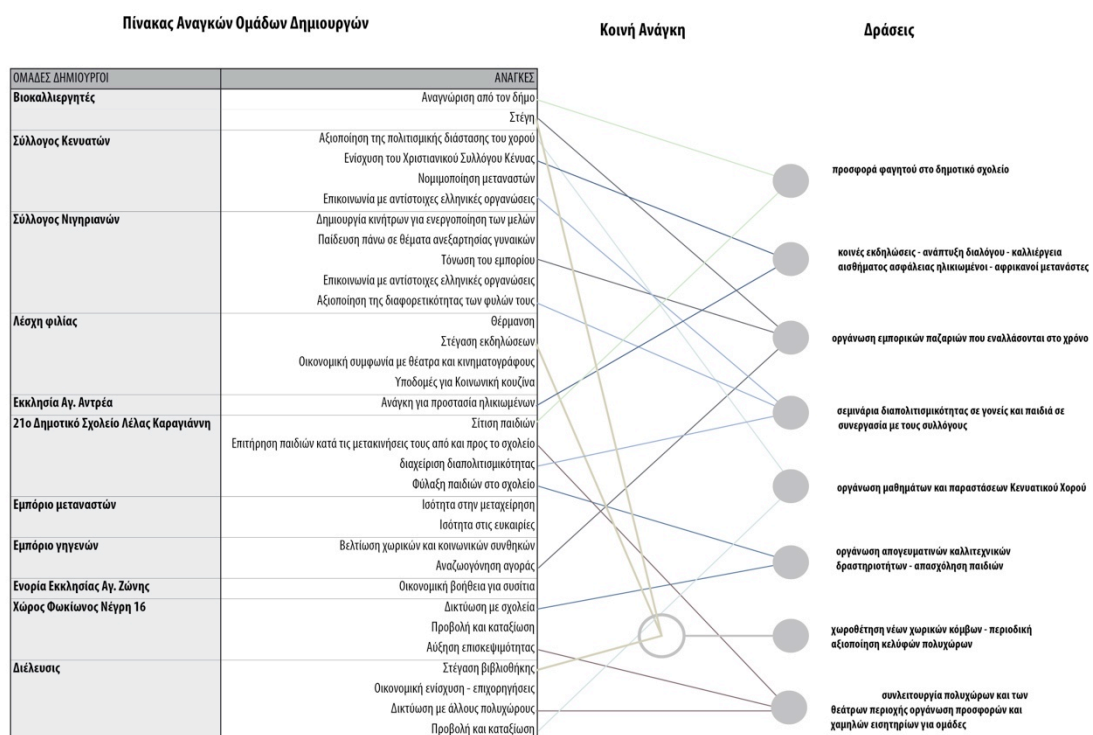 Πίνακας Αναγκών Ομάδων Δημιουργών
Κοινή Ανάγκη
Δράσεις
ΟΜΑΔΕΣ ΔΗΜΙΟΥΡΓΟΙ ΑΝΑΓΚΕΣ
Βιοκαλλιεργητές Αναγνώριση από τον δήμο
Στέγη
Σύλλογος Κενυατών Αξιοποίηση της πολιτισμικής διάστασης του χορού
Ενίσχυση του Χριστιανικού Συλλόγου Κένυας
Νομιμοποίηση μεταναστών
Επικοινωνία με αντίστοιχες ελληνικές οργανώσεις
Σύλλογος Νιγηριανών Δημιουργία κινήτρων για ενεργοποίηση των μελών
Παίδευση πάνω σε θέματα ανεξαρτησίας γυναικών
Τόνωση του εμπορίου
Επικοινωνία με αντίστοιχες ελληνικές οργανώσεις
Αξιοποίηση της διαφορετικότητας των φυλών τους
Λέσχη φιλίας Θέρμανση
Στέγαση εκδηλώσεων
Οικονομική συμφωνία με θέατρα και κινηματογράφους
Υποδομές για Κοινωνική κουζίνα
Εκκλησία Αγ. Αντρέα Ανάγκη για προστασία ηλικιωμένων
21ο Δημοτικό Σχολείο Λέλας Καραγιάννη Σίτιση παιδιών
Επιτήρηση παιδιών κατά τις μετακινήσεις τους από και προς το σχολείο
διαχείριση διαπολιτισμικότητας
Φύλαξη παιδιών στο σχολείο
Εμπόριο μεταναστών Ισότητα στην μεταχείρηση
Ισότητα στις ευκαιρίες
Εμπόριο γηγενών Βελτίωση χωρικών και κοινωνικών συνθηκών
Αναζωογόνηση αγοράς
Ενορία Εκκλησίας Αγ. Ζώνης Οικονομική βοήθεια για συσίτια
Χώρος Φωκίωνος Νέγρη 16 Δικτύωση με σχολεία
Προβολή και καταξίωση
Αύξηση επισκεψιμότητας
Διέλευσις Στέγαση βιβλιοθήκης
Οικονομική ενίσχυση - επιχορηγήσεις
Δικτύωση με άλλους πολυχώρους
Προβολή και καταξίωση
προσφορά φαγητού στο δημοτικό σχολείο
κοινές εκδηλώσεις - ανάπτυξη διαλόγου - καλλιέργεια
αισθήματος ασφάλειας ηλικιωμένοι - αφρικανοί μετανάστες
οργάνωση εμπορικών παζαριών που εναλλάσονται στο χρόνο
σεμινάρια διαπολιτισμικότητας σε γονείς και παιδιά σε
συνεργασία με τους συλλόγους
οργάνωση μαθημάτων και παραστάσεων Κενυατικού Χορού
οργάνωση απογευματινών καλλιτεχνικών
δραστηριοτήτων - απασχόληση παιδιών
χωροθέτηση νέων χωρικών κόμβων - περιοδική
αξιοποίηση κελύφών πολυχώρων
συνλειτουργία πολυχώρων και των
θεάτρων περιοχής οργάνωση προσφορών και
χαμηλών εισητηρίων για ομάδες